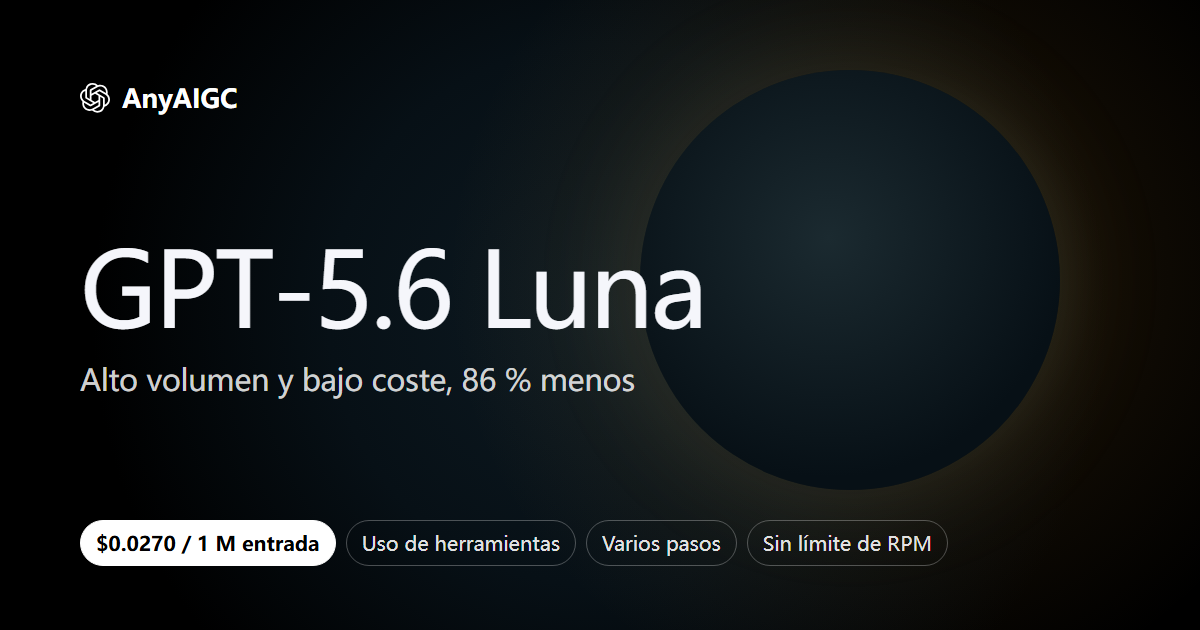 AnyAIGC
GPT-5.6 Luna
Alto volumen y bajo coste, 86 % menos
$0.0270 / 1 M entrada
Uso de herramientas
Varios pasos
Sin límite de RPM